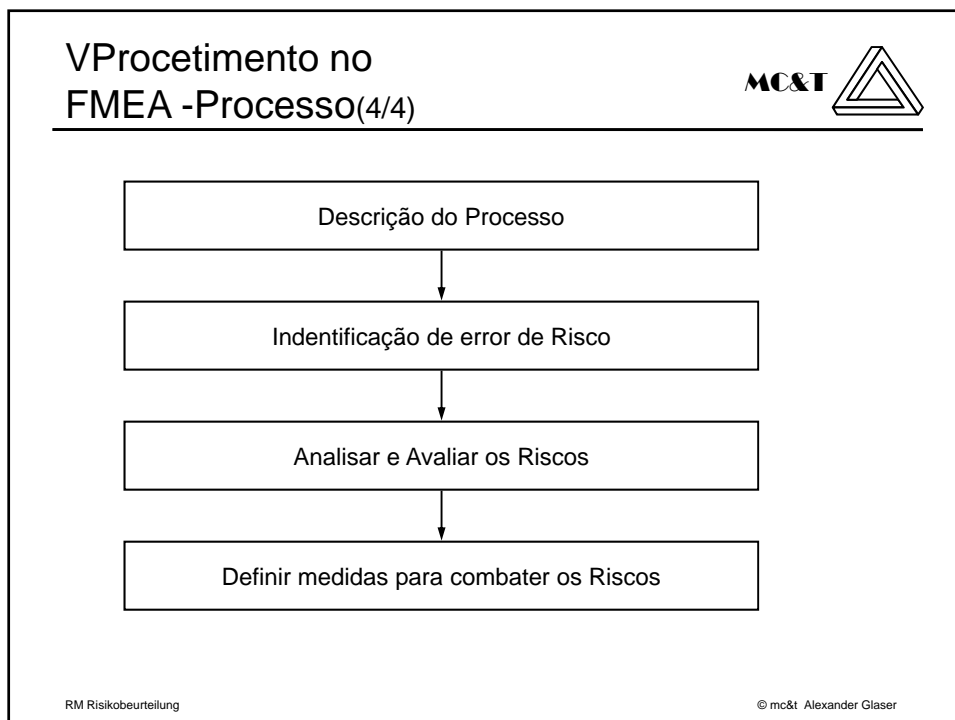 VProcetimento no
FMEA -Processo(4/4)
MC&T
Descrição do Processo
Indentificação de error de Risco
Analisar e Avaliar os Riscos
Definir medidas para combater os Riscos
RM Risikobeurteilung
© mc&t Alexander Glaser